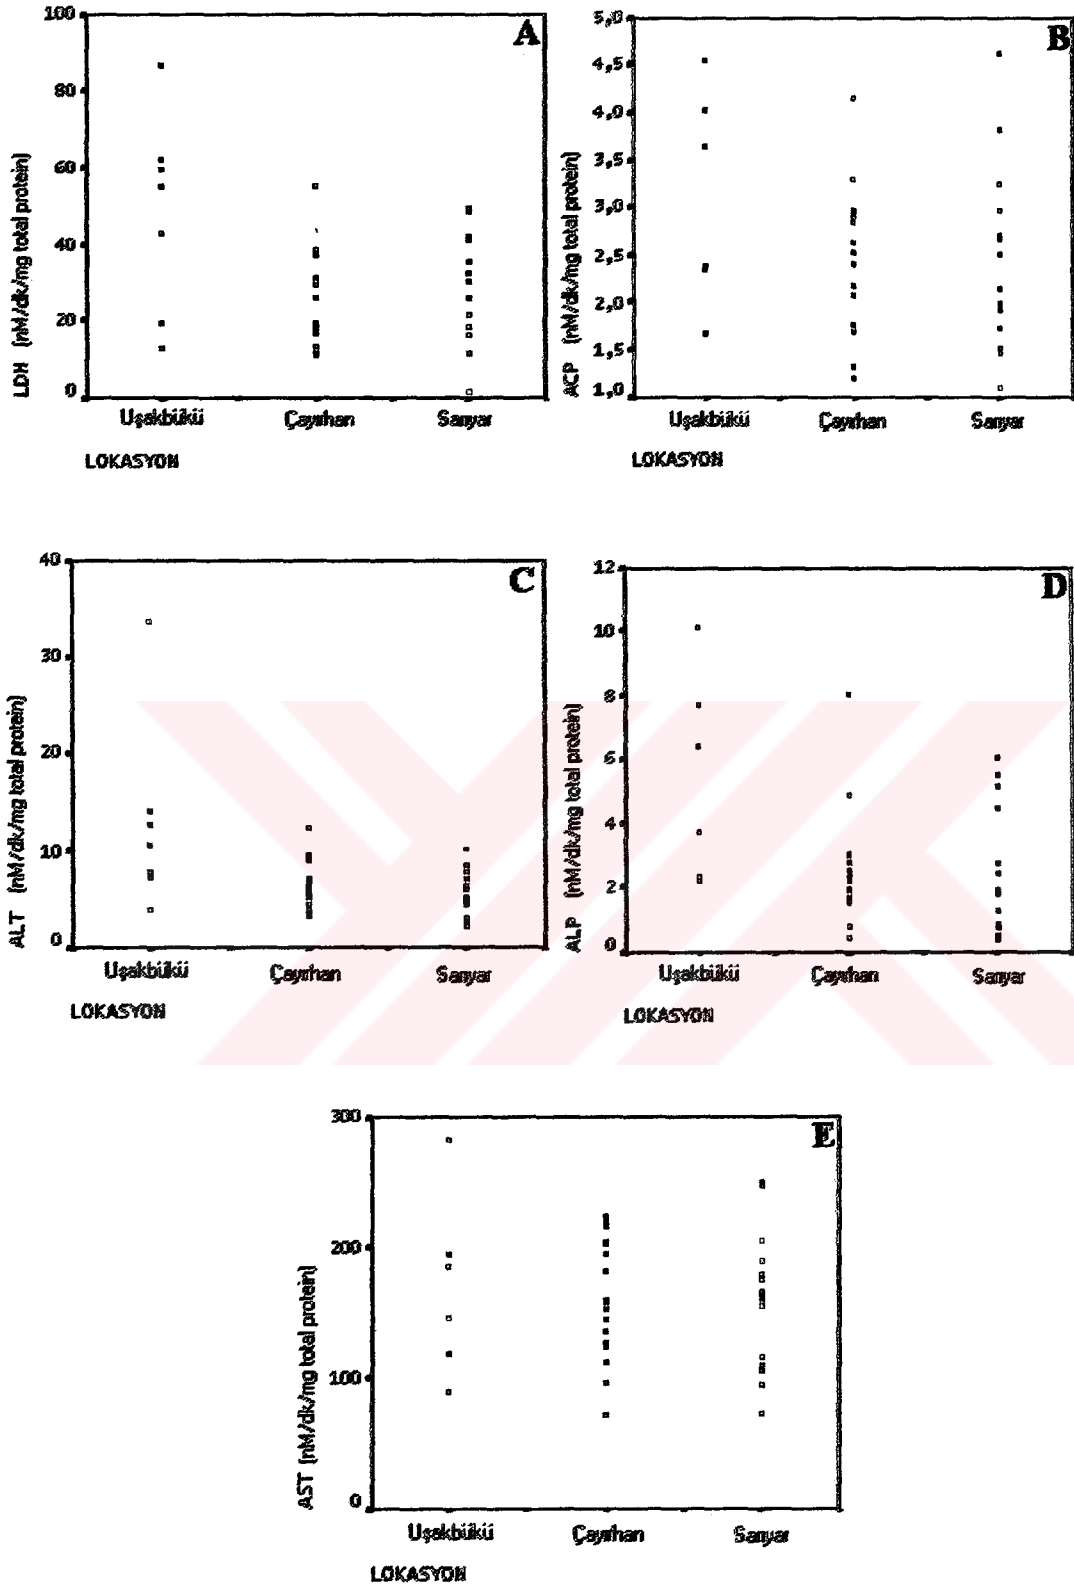 A
100
80
60
40
20
0
LDH (nM/dk/mg total protein)
Uşakbükü Çayırhan Sarıyar
LOKASYON
B
5,0
4,5
4,0
3,5
3,0
2,5
2,0
1,5
1,0
ACP (nM/dk/mg total protein)
Uşakbükü Çayırhan Sarıyar
LOKASYON
C
40
30
20
10
0
ALT (nM/dk/mg total protein)
Uşakbükü Çayırhan Sarıyar
LOKASYON
D
12
10
8
6
4
2
0
ALP (nM/dk/mg total protein)
Uşakbükü Çayırhan Sarıyar
LOKASYON
E
300
200
100
0
AST (nM/dk/mg total protein)
Uşakbükü Çayırhan Sarıyar
LOKASYON